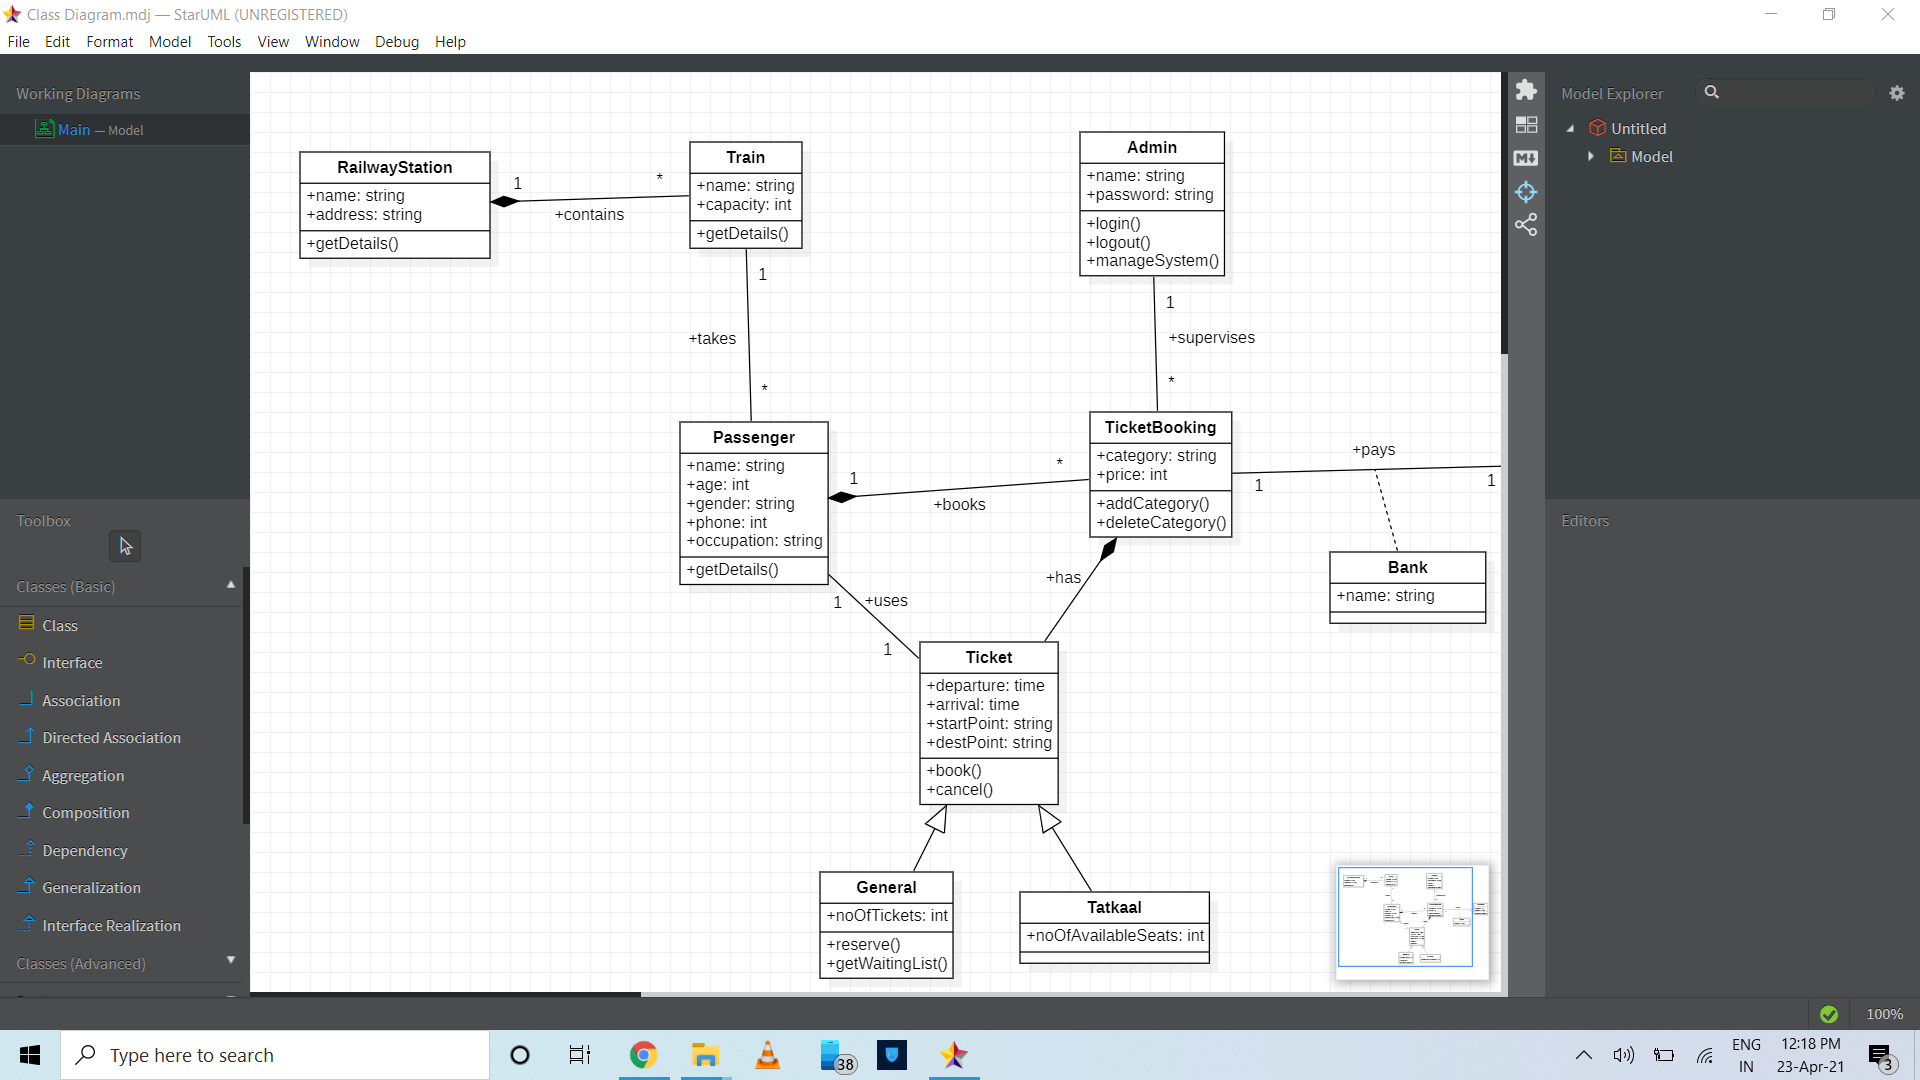 Class Diagram.mdj — StarUML (UNREGISTERED)
File Edit Format Model Tools View Window Debug Help
Working Diagrams
Main — Model
Toolbox
Classes (Basic)
Class
Interface
Association
Directed Association
Aggregation
Composition
Dependency
Generalization
Interface Realization
Classes (Advanced)
RailwayStation
+name: string
+address: string
+getDetails()
1
*
+contains
Train
+name: string
+capacity: int
+getDetails()
1
+takes
*
Admin
+name: string
+password: string
+login()
+logout()
+manageSystem()
1
+supervises
*
Passenger
+name: string
+age: int
+gender: string
+phone: int
+occupation: string
+getDetails()
1
*
+books
TicketBooking
+category: string
+price: int
+addCategory()
+deleteCategory()
+pays
1
1
Bank
+name: string
+has
1
+uses
1
Ticket
+departure: time
+arrival: time
+startPoint: string
+destPoint: string
+book()
+cancel()
General
+noOfTickets: int
+reserve()
+getWaitingList()
Tatkaal
+noOfAvailableSeats: int
M
Model Explorer
Untitled
Model
Editors
100%
Type here to search
38
ENG
IN
12:18 PM
23-Apr-21
3